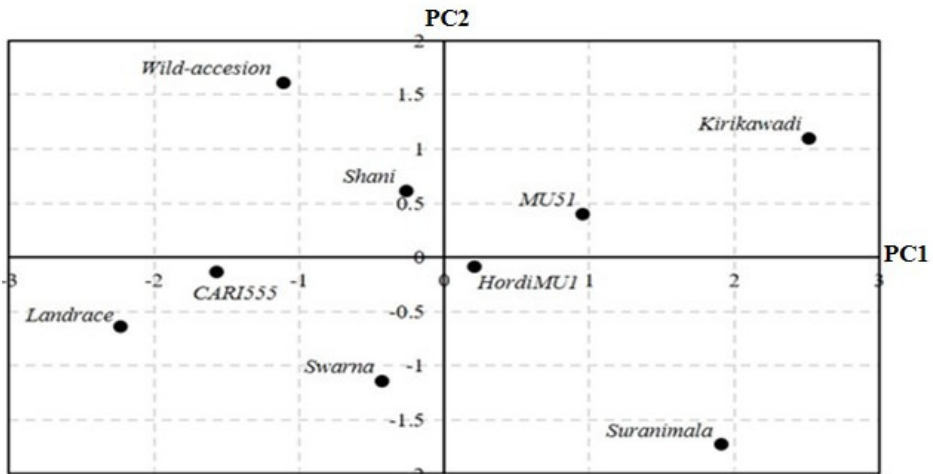 PC2
2
Wild-accesion
1.5
Kirikawadi
1
Shani
MU51
0.5
0
PC1
-3 -2 -1 0 1 2 3
HordiMU1
CARI555
Landrace
-0.5
Swarna
-1
-1.5
Suranimala